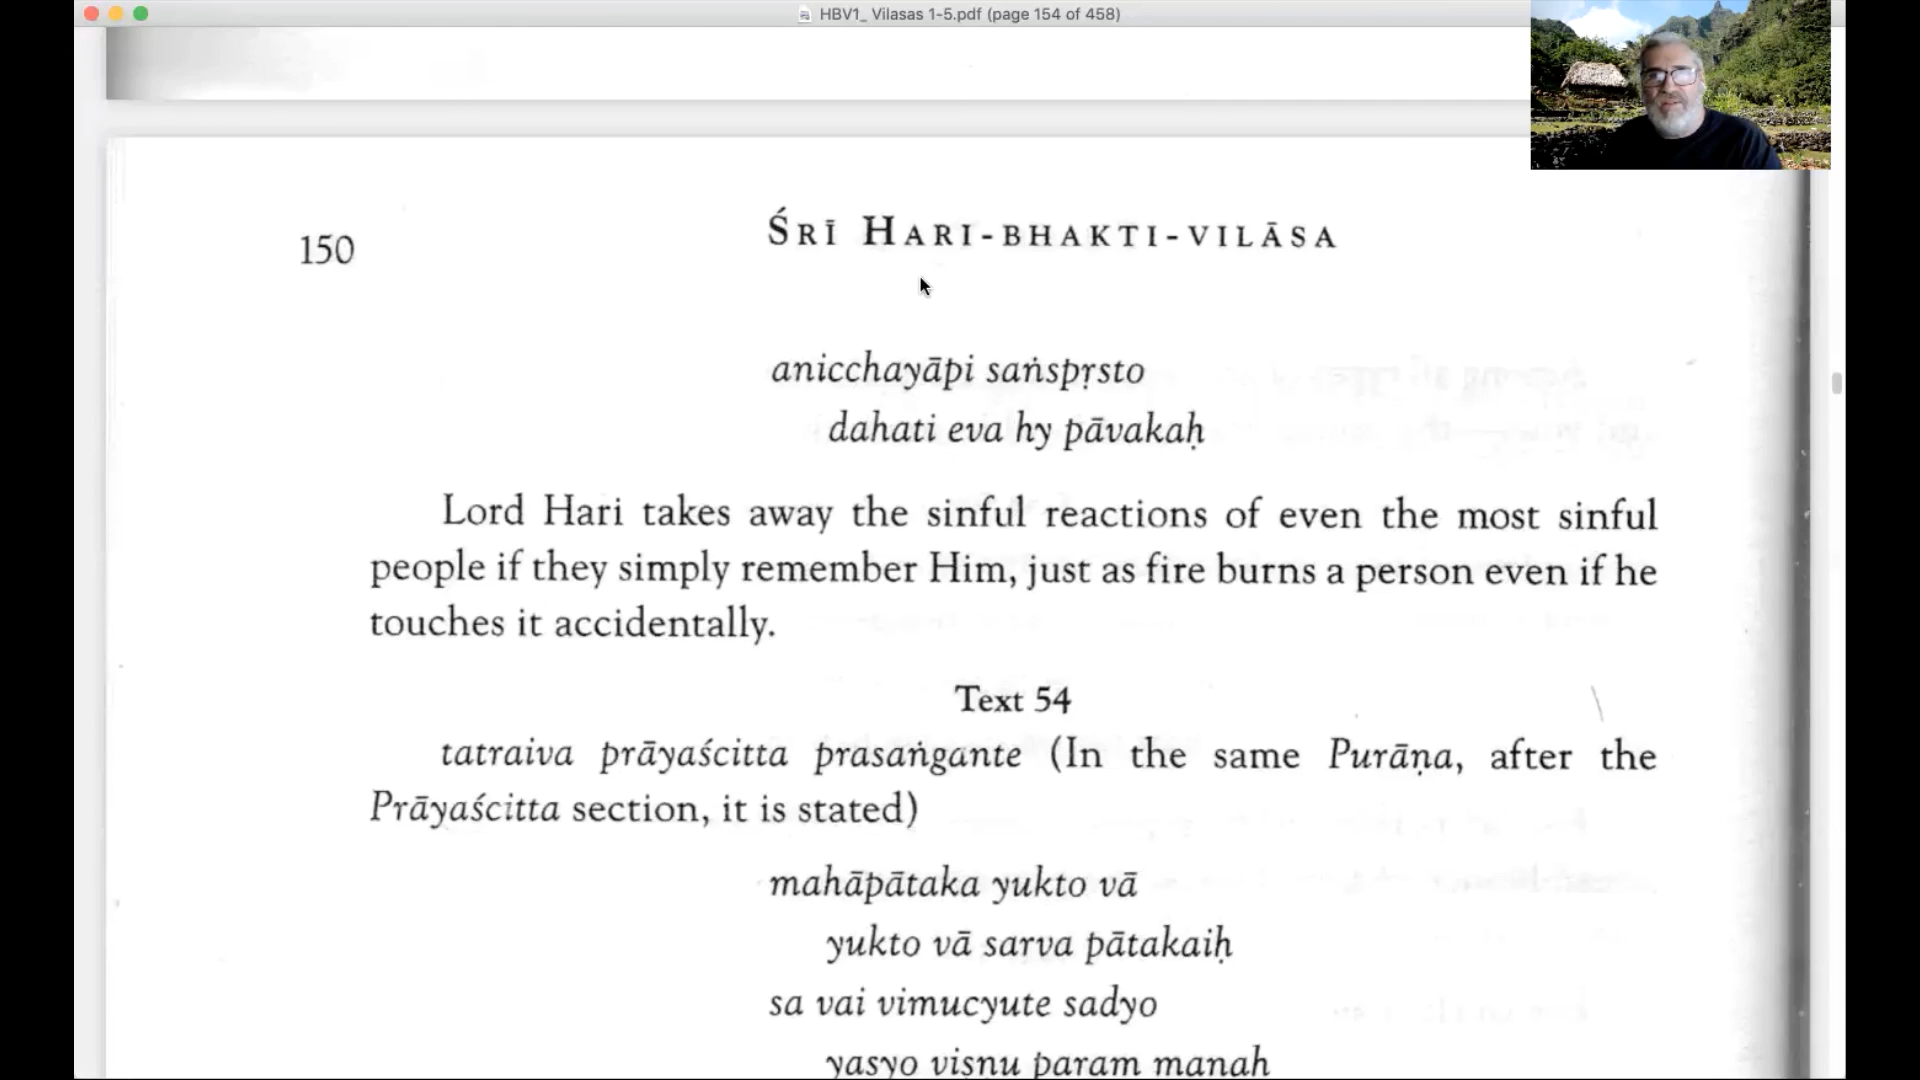 HBV1_ Vilasas 1-5.pdf (page 154 of 458)
150
ŚRĪ HARI-BHAKTI-VILĀSA
anicchayāpi saṅspṛsto
dahati eva hy pāvakaḥ
Lord Hari takes away the sinful reactions of even the most sinful
people if they simply remember Him, just as fire burns a person even if he
touches it accidentally.
Text 54
tatraiva prāyaścitta prasaṅgante (In the same Purāṇa, after the
Prāyaścitta section, it is stated)
mahāpātaka yukto vā
yukto vā sarva pātakaiḥ
sa vai vimucyute sadyo
yasyo viṣṇu param manaḥ